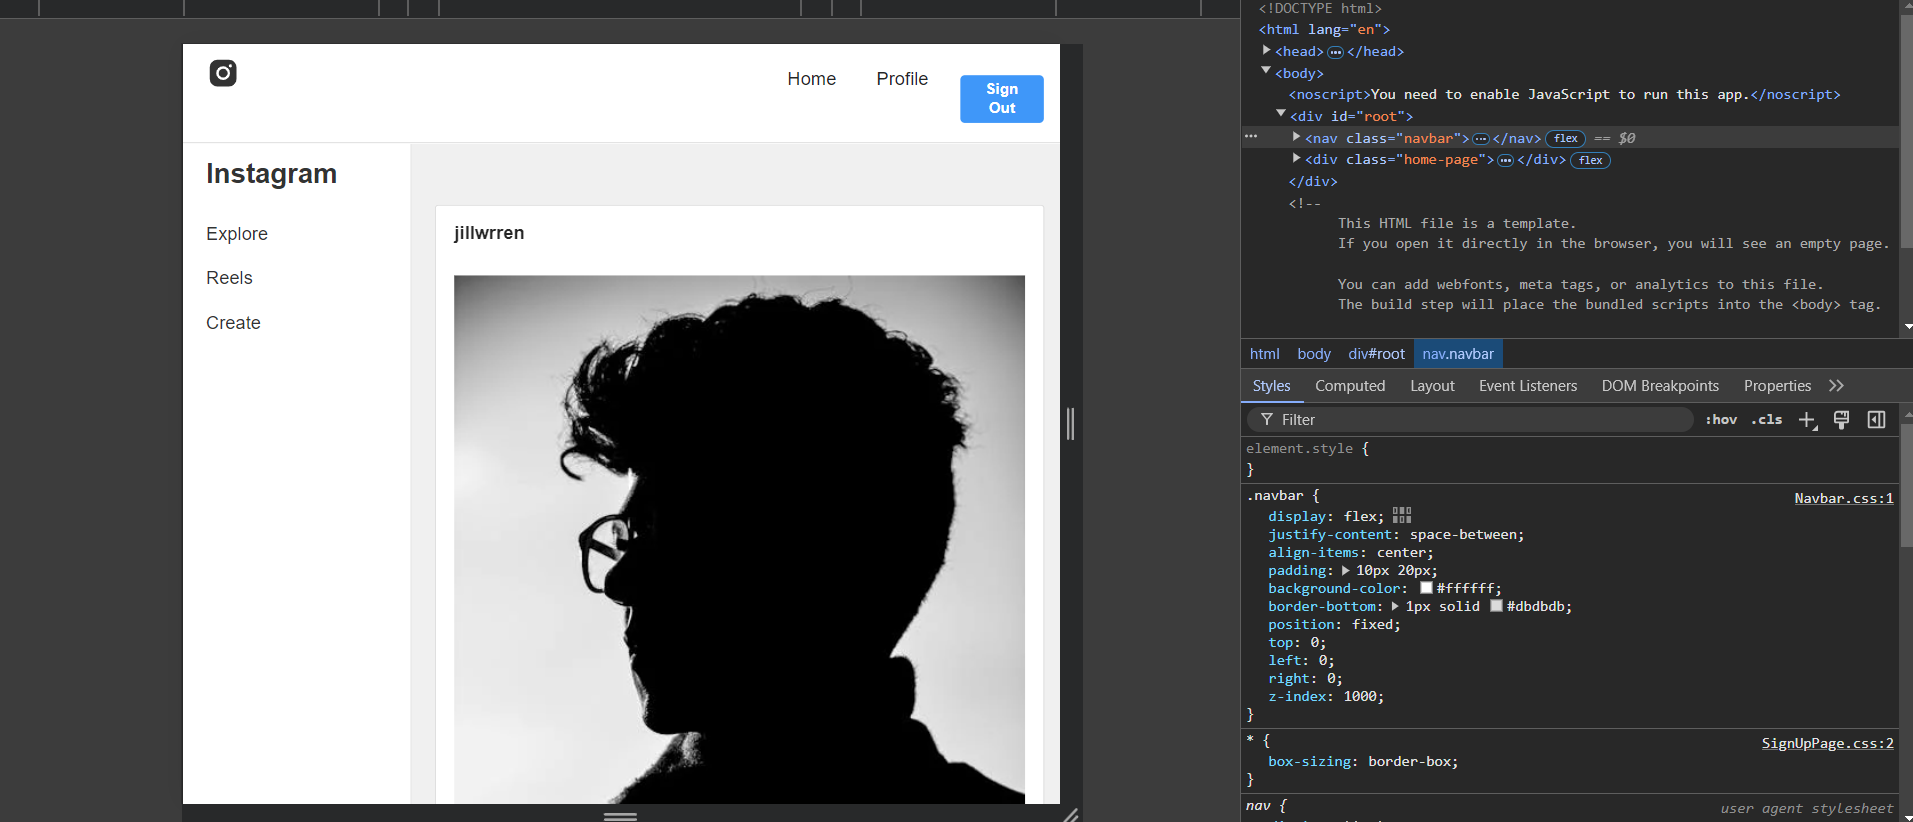 Home
Profile
Sign
Out
Instagram
Explore
Reels
Create
jillwrren
<!DOCTYPE html>
<html lang="en">
<head> ••• </head>
<body>
<noscript>You need to enable JavaScript to run this app.</noscript>
<div id="root">
••• <nav class="navbar"> ••• </nav> flex == $0
<div class="home-page"> ••• </div> flex
</div>
<!--
This HTML file is a template.
If you open it directly in the browser, you will see an empty page.
You can add webfonts, meta tags, or analytics to this file.
The build step will place the bundled scripts into the <body> tag.
html body div#root nav.navbar
Styles Computed Layout Event Listeners DOM Breakpoints Properties
Filter :hov .cls
element.style {
}
.navbar { Navbar.css:1
display: flex;
justify-content: space-between;
align-items: center;
padding: 10px 20px;
background-color: #ffffff;
border-bottom: 1px solid #dbdbdb;
position: fixed;
top: 0;
left: 0;
right: 0;
z-index: 1000;
}
* { SignUpPage.css:2
box-sizing: border-box;
}
nav { user agent stylesheet